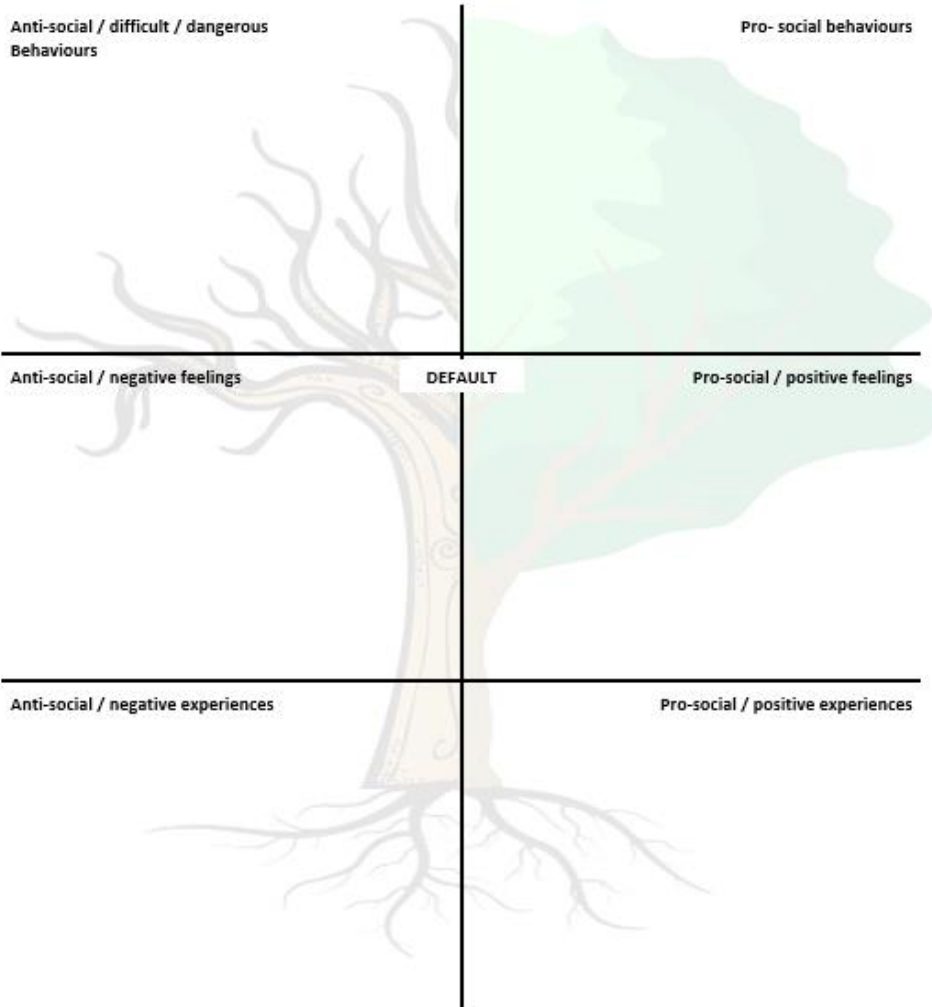 Anti-social / difficult / dangerous
Behaviours
Pro- social behaviours
Anti-social / negative feelings
DEFAULT
Pro-social / positive feelings
Anti-social / negative experiences
Pro-social / positive experiences